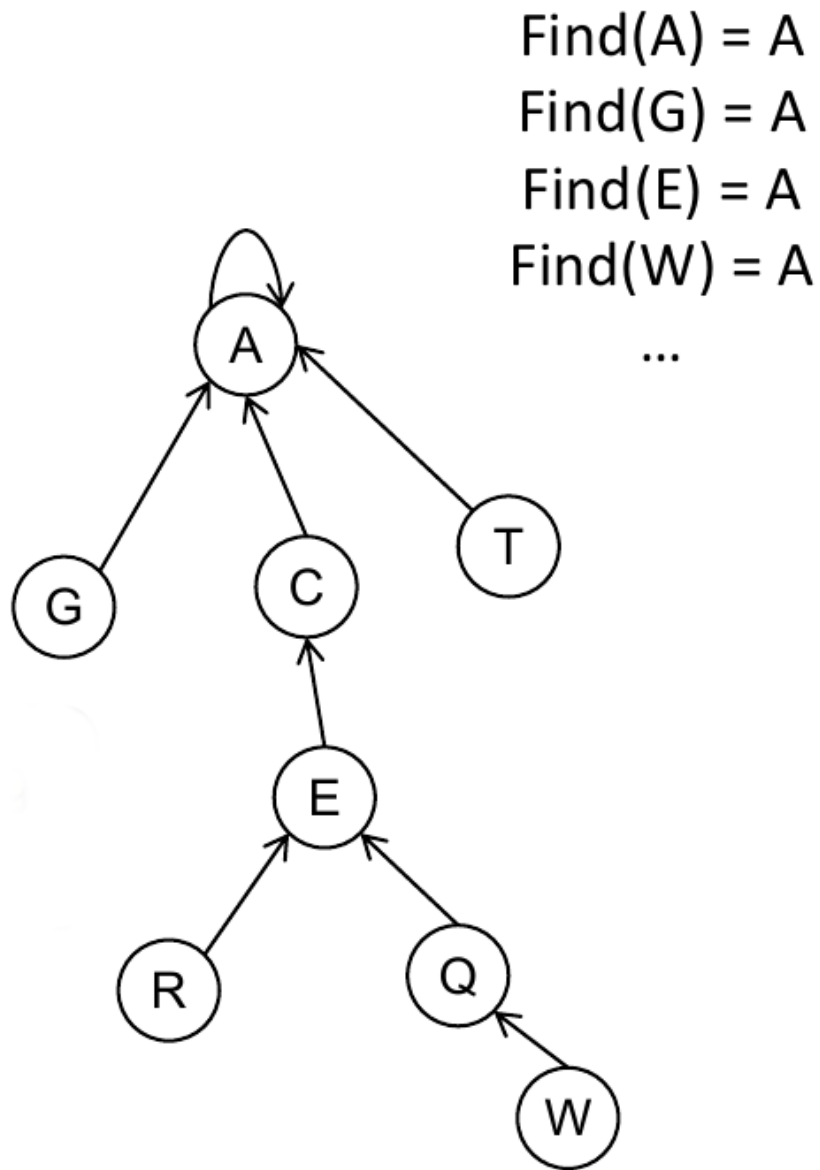 Find(A) = A
Find(G) = A
Find(E) = A
Find(W) = A
...
A
T
C
G
E
Q
R
W